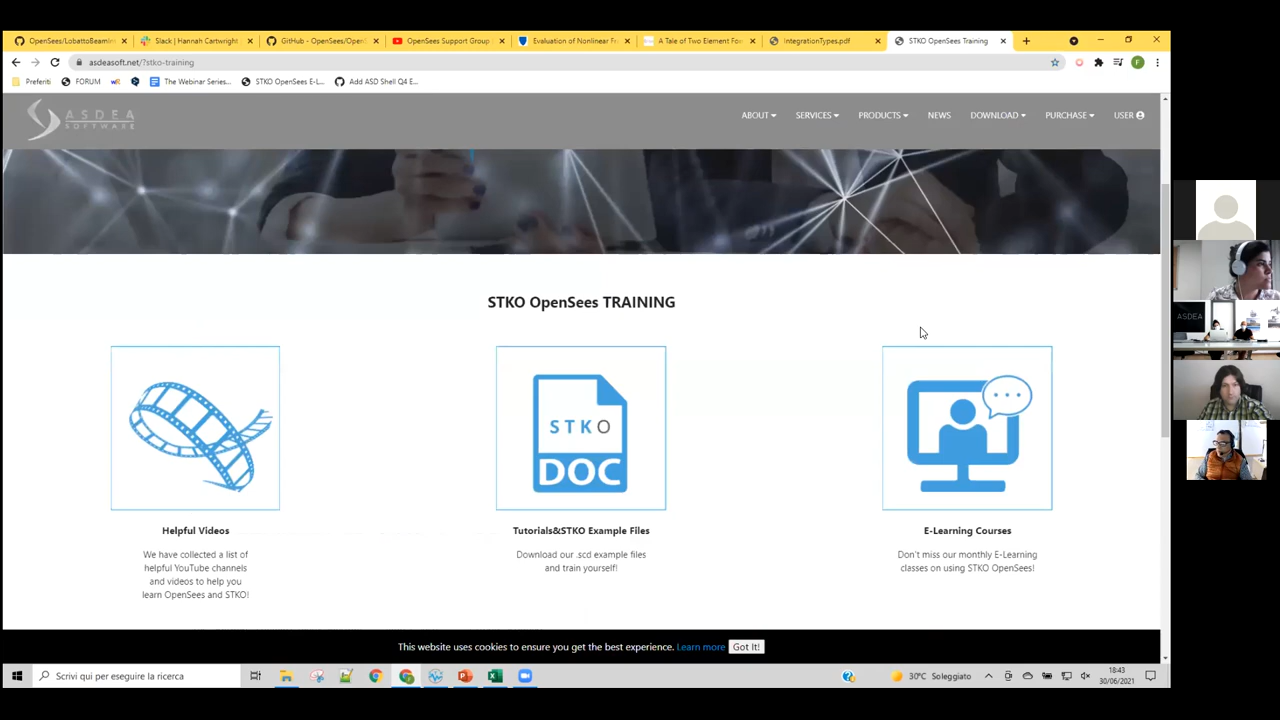 OpenSees/LobattoBeamInt
Slack | Hannah Cartwright
GitHub - OpenSees/Open
OpenSees Support Group
Evaluation of Nonlinear Fr
A Tale of Two Element For
IntegrationTypes.pdf
STKO OpenSees Training
asdeasoft.net/?stko-training
F
Preferiti
FORUM
The Webinar Series...
STKO OpenSees E-L...
Add ASD Shell Q4 E...
ASDEA
SOFTWARE
ABOUT
SERVICES
PRODUCTS
NEWS
DOWNLOAD
PURCHASE
USER
STKO OpenSees TRAINING
STKO
DOC
Helpful Videos
We have collected a list of
helpful YouTube channels
and videos to help you
learn OpenSees and STKO!
Tutorials&STKO Example Files
Download our .scd example files
and train yourself!
E-Learning Courses
Don't miss our monthly E-Learning
classes on using STKO OpenSees!
This website uses cookies to ensure you get the best experience. Learn more Got It!
Scrivi qui per eseguire la ricerca
30°C Soleggiato
18:43
30/06/2021
ASDEA